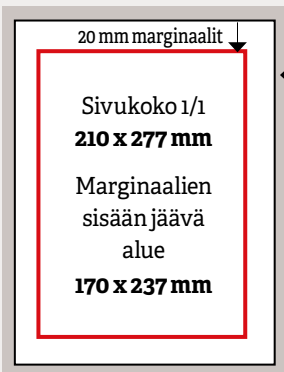 20 mm marginaalit
Sivukoko 1/1
210 x 277 mm
Marginaalien
sisään jäävä
alue
170 x 237 mm